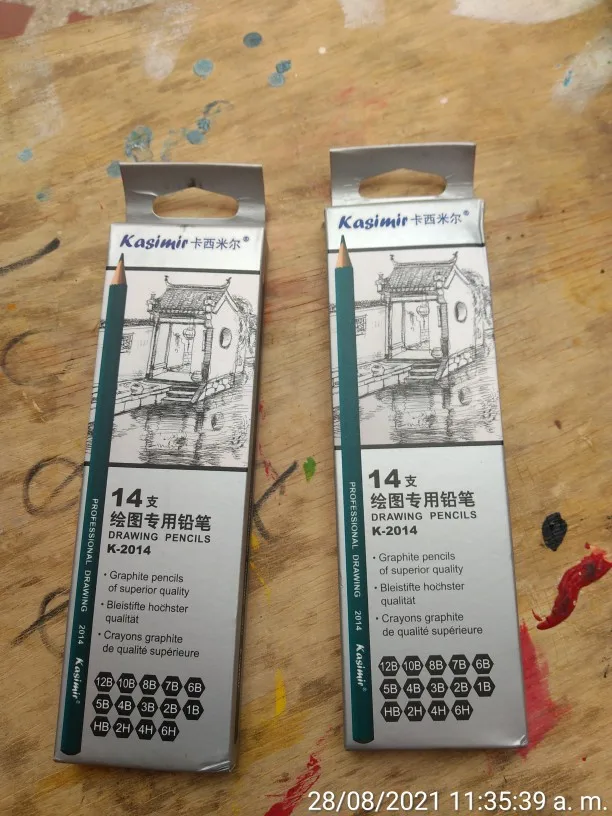 Kasimir 卡西米尔®
14支
绘图专用铅笔
DRAWING PENCILS
K-2014
• Graphite pencils
of superior quality
• Bleistifte hochster
qualität
• Crayons graphite
de qualité supérieure
12B 10B 8B 7B 6B
5B 4B 3B 2B 1B
HB 2H 4H 6H
PROFESSIONAL DRAWING 2014 Kasimir®
Kasimir 卡西米尔®
14支
绘图专用铅笔
DRAWING PENCILS
K-2014
• Graphite pencils
of superior quality
• Bleistifte hochster
qualität
• Crayons graphite
de qualité supérieure
12B 10B 8B 7B 6B
5B 4B 3B 2B 1B
HB 2H 4H 6H
PROFESSIONAL DRAWING 2014 Kasimir®
28/08/2021 11:35:39 a. m.